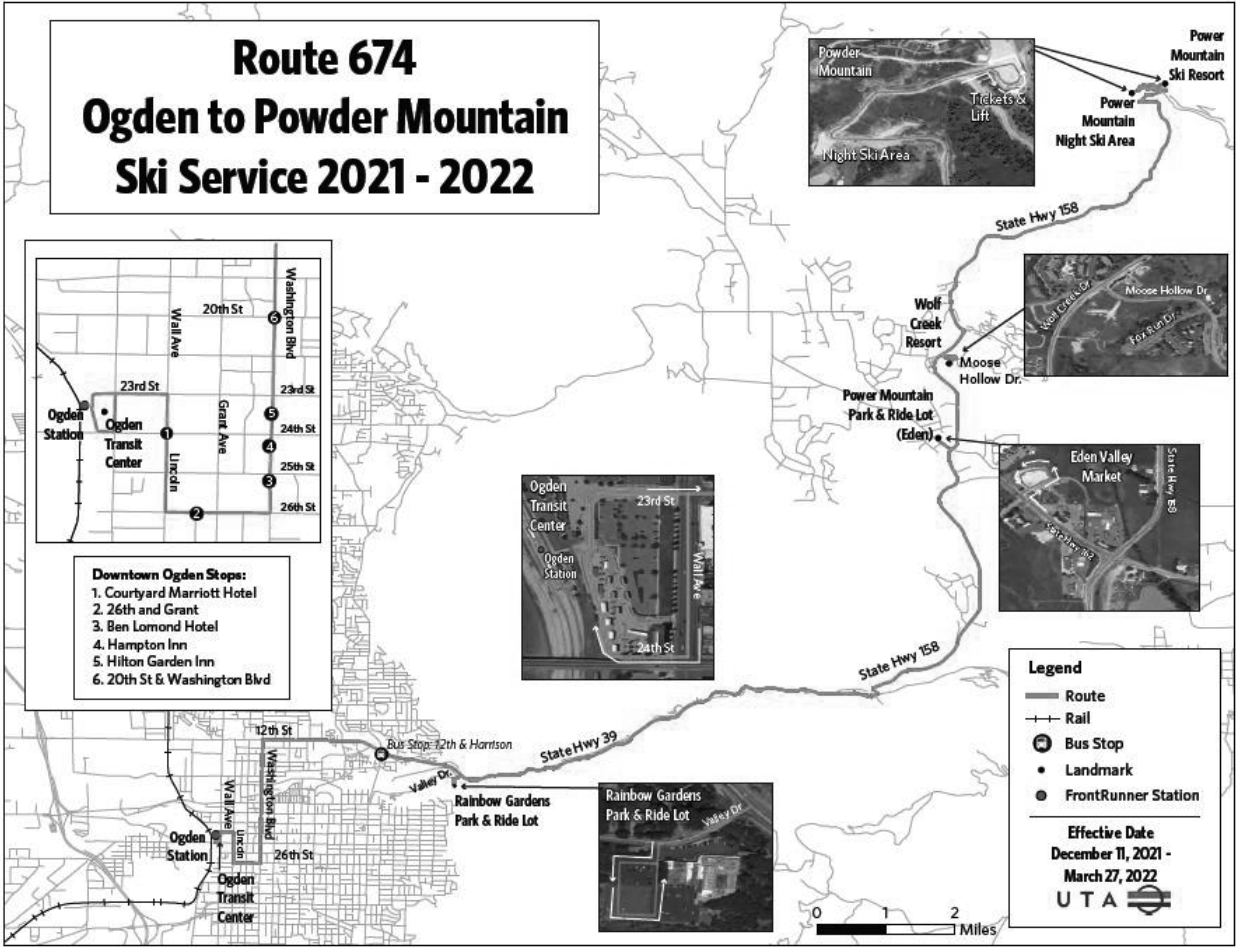 Route 674
Ogden to Powder Mountain
Ski Service 2021 - 2022
Power
Mountain
Ski Resort
Power
Mountain
Night Ski Area
Powder
Mountain
Tickets &
Lift
Night Ski Area
State Hwy 158
Wolf
Creek
Resort
Moose
Hollow Dr.
Wolf Creek Dr
Moose Hollow Dr
Fox Run Dr
Power Mountain
Park & Ride Lot
(Eden)
Eden Valley
Market
State Hwy 158
State Hwy 162
20th St
Washington Blvd
Wall Ave
6
23rd St
23rd St
Ogden
Station
Ogden
Transit
Center
Grant Ave
5
24th St
1
4
Lincoln
25th St
3
26th St
2
Downtown Ogden Stops:
1. Courtyard Marriott Hotel
2. 26th and Grant
3. Ben Lomond Hotel
4. Hampton Inn
5. Hilton Garden Inn
6. 20th St & Washington Blvd
Ogden
Transit
Center
23rd St
Ogden
Station
Wall Ave
24th St
State Hwy 158
State Hwy 39
12th St
Bus Stop: 12th & Harrison
Valley Dr.
Rainbow Gardens
Park & Ride Lot
Rainbow Gardens
Park & Ride Lot
Valley Dr
Wall Ave
Washington Blvd
Lincoln
Ogden
Station
26th St
Ogden
Transit
Center
Legend
Route
Rail
Bus Stop
Landmark
FrontRunner Station
Effective Date
December 11, 2021 -
March 27, 2022
UTA
0 1 2
Miles